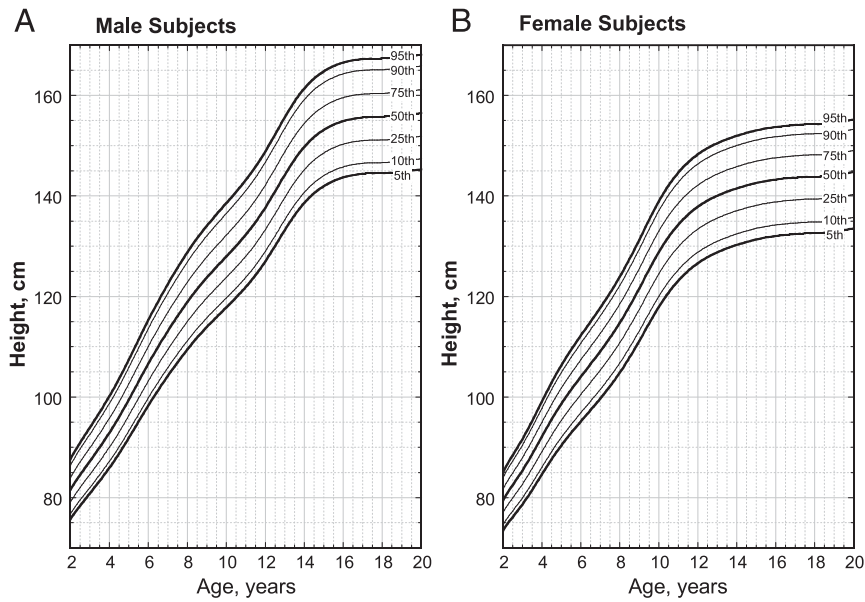 A Male Subjects
Height, cm
160
140
120
100
80
95th
90th
75th
50th
25th
10th
5th
2 4 6 8 10 12 14 16 18 20
Age, years
B Female Subjects
Height, cm
160
140
120
100
80
95th
90th
75th
50th
25th
10th
5th
2 4 6 8 10 12 14 16 18 20
Age, years